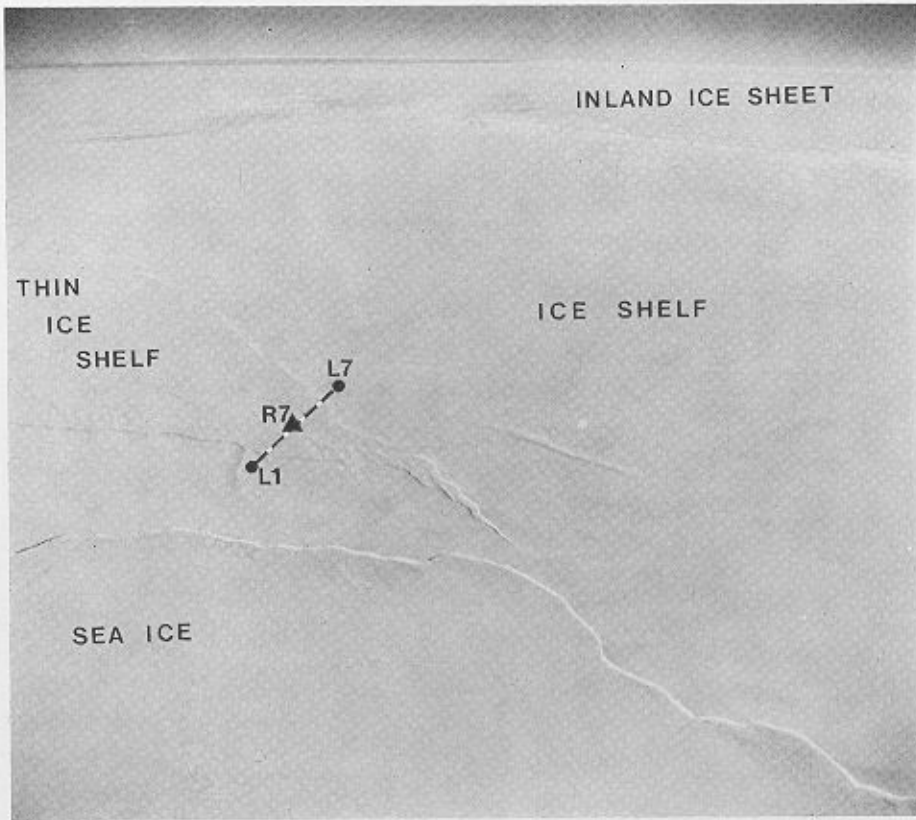 INLAND ICE SHEET
THIN
ICE
SHELF
ICE SHELF
L7
R7
L1
SEA ICE